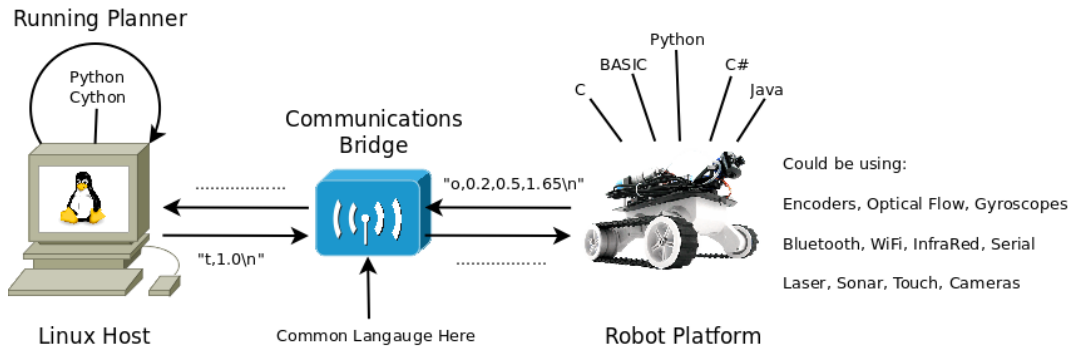 Running Planner
Python
Cython
Communications
Bridge
Python
BASIC
C#
C
Java
..............
"o,0.2,0.5,1.65\n"
"t,1.0\n"
..............
Could be using:
Encoders, Optical Flow, Gyroscopes
Bluetooth, WiFi, InfraRed, Serial
Laser, Sonar, Touch, Cameras
Linux Host
Common Langauge Here
Robot Platform